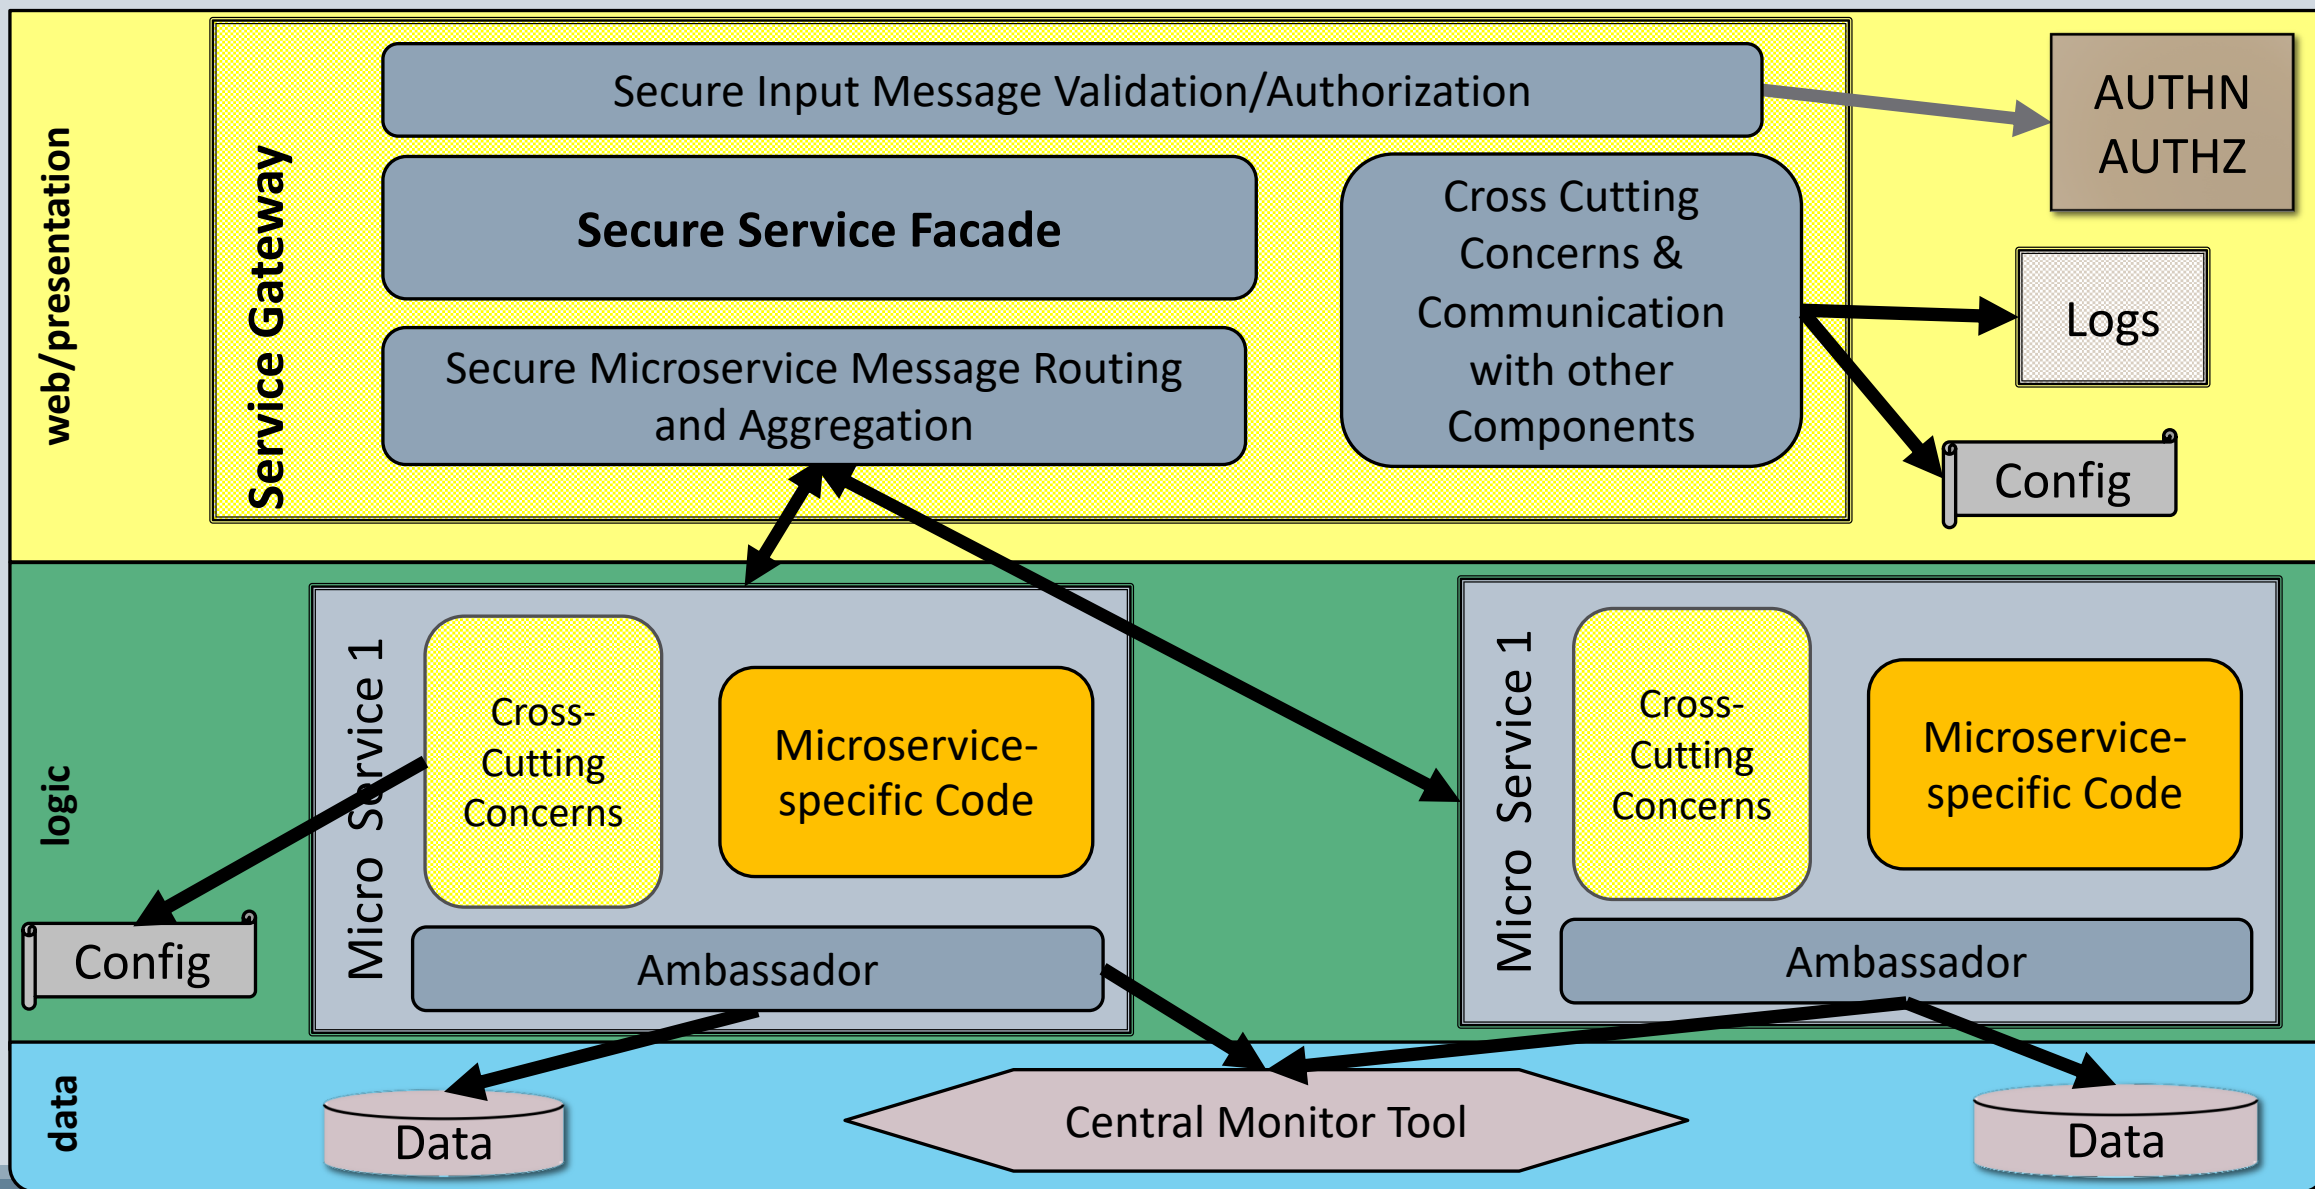 web/presentation
Service Gateway
Secure Input Message Validation/Authorization
Secure Service Facade
Secure Microservice Message Routing
and Aggregation
Cross Cutting
Concerns &
Communication
with other
Components
AUTHN
AUTHZ
Logs
Config
logic
Micro Service 1
Cross-
Cutting
Concerns
Microservice-
specific Code
Ambassador
Config
Micro Service 1
Cross-
Cutting
Concerns
Microservice-
specific Code
Ambassador
data
Data
Central Monitor Tool
Data